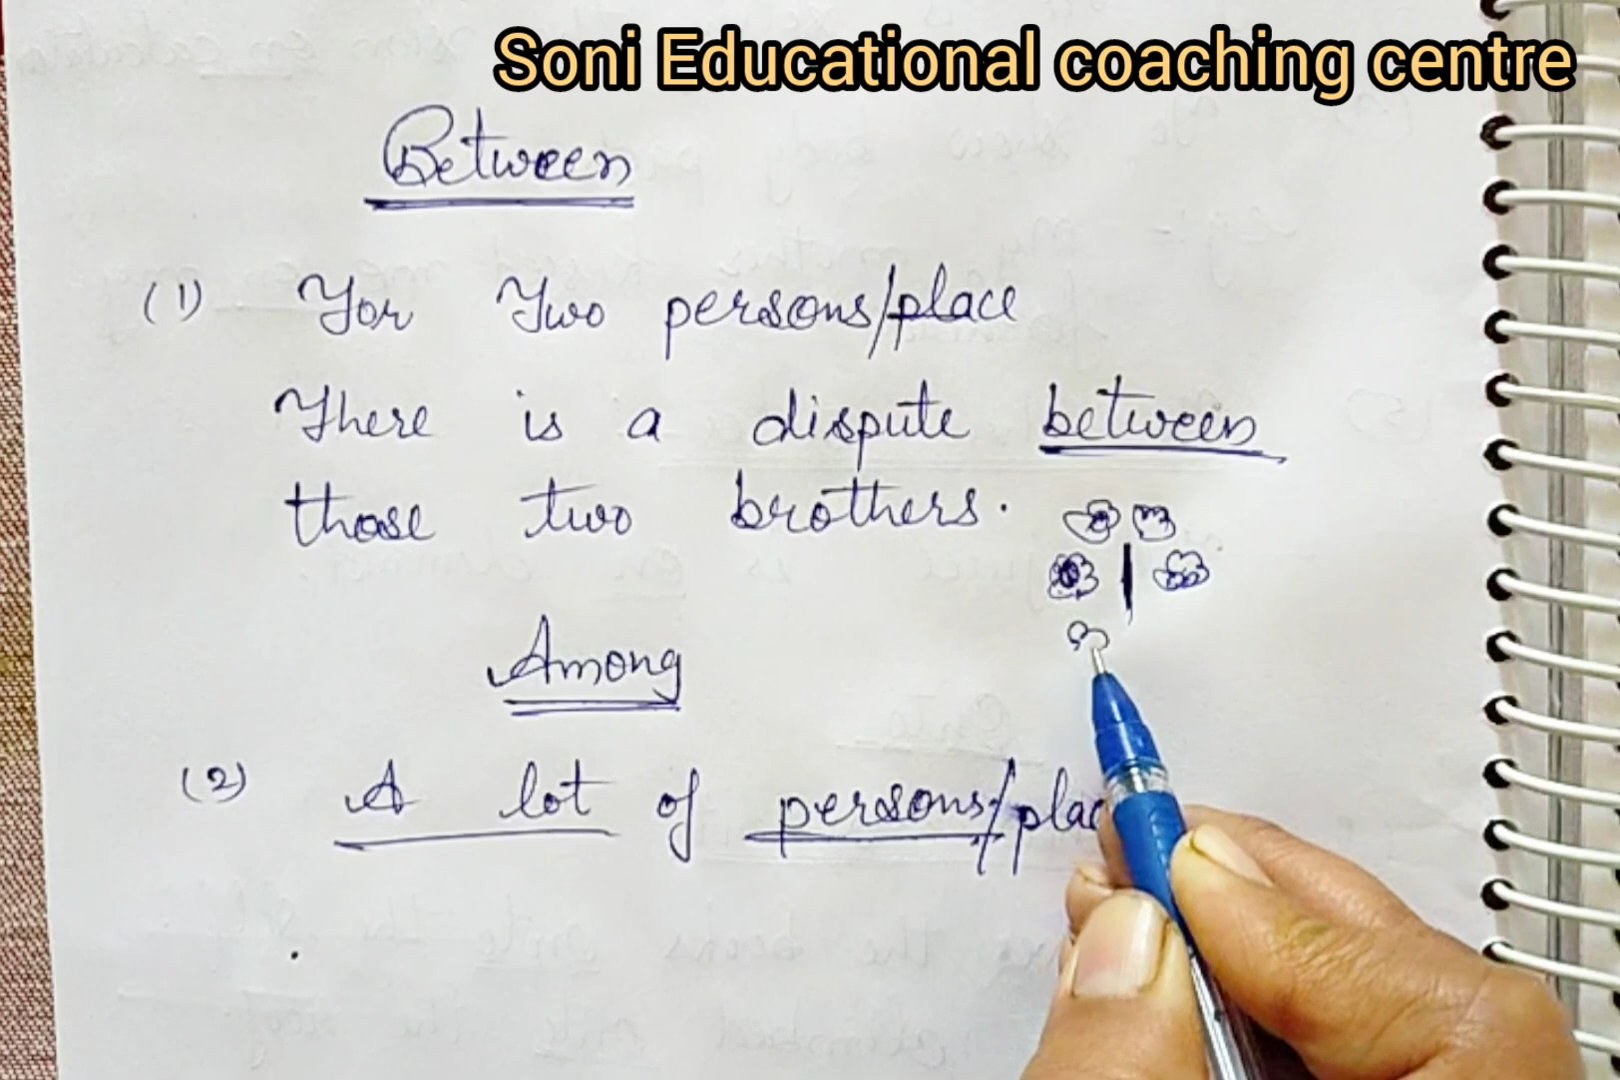 Soni Educational coaching centre
Between
(1) For Two persons/place
There is a dispute between
those two brothers.
Among
(2) A lot of persons/plac